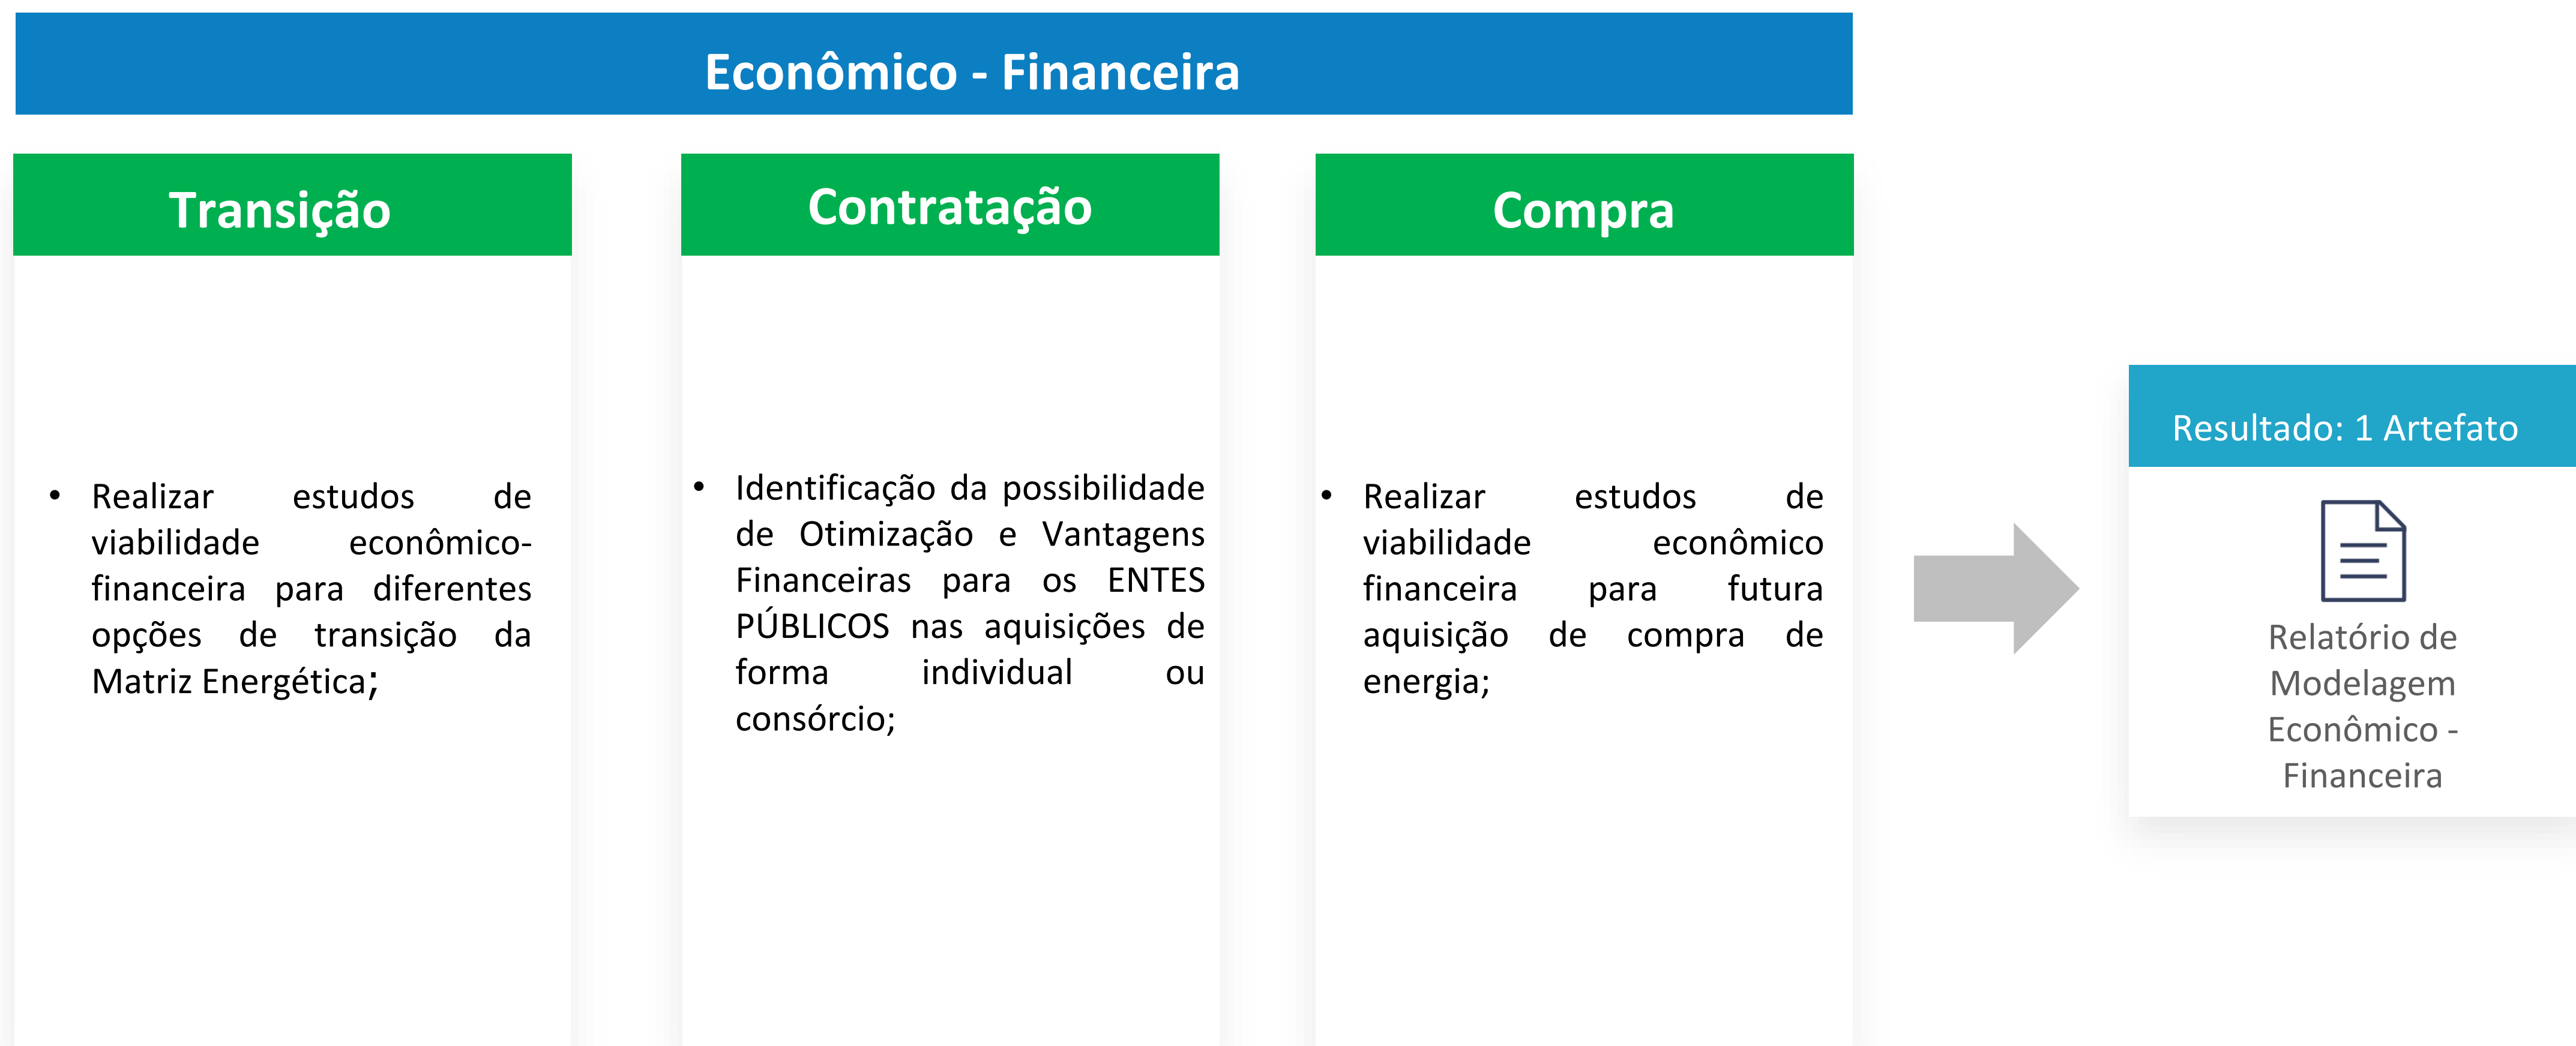 Econômico - Financeira
Transição
• Realizar estudos de
viabilidade econômico-
financeira para diferentes
opções de transição da
Matriz Energética;
Contratação
• Identificação da possibilidade
de Otimização e Vantagens
Financeiras para os ENTES
PÚBLICOS nas aquisições de
forma individual ou
consórcio;
Compra
• Realizar estudos de
viabilidade econômico
financeira para futura
aquisição de compra de
energia;
Resultado: 1 Artefato
Relatório de
Modelagem
Econômico -
Financeira